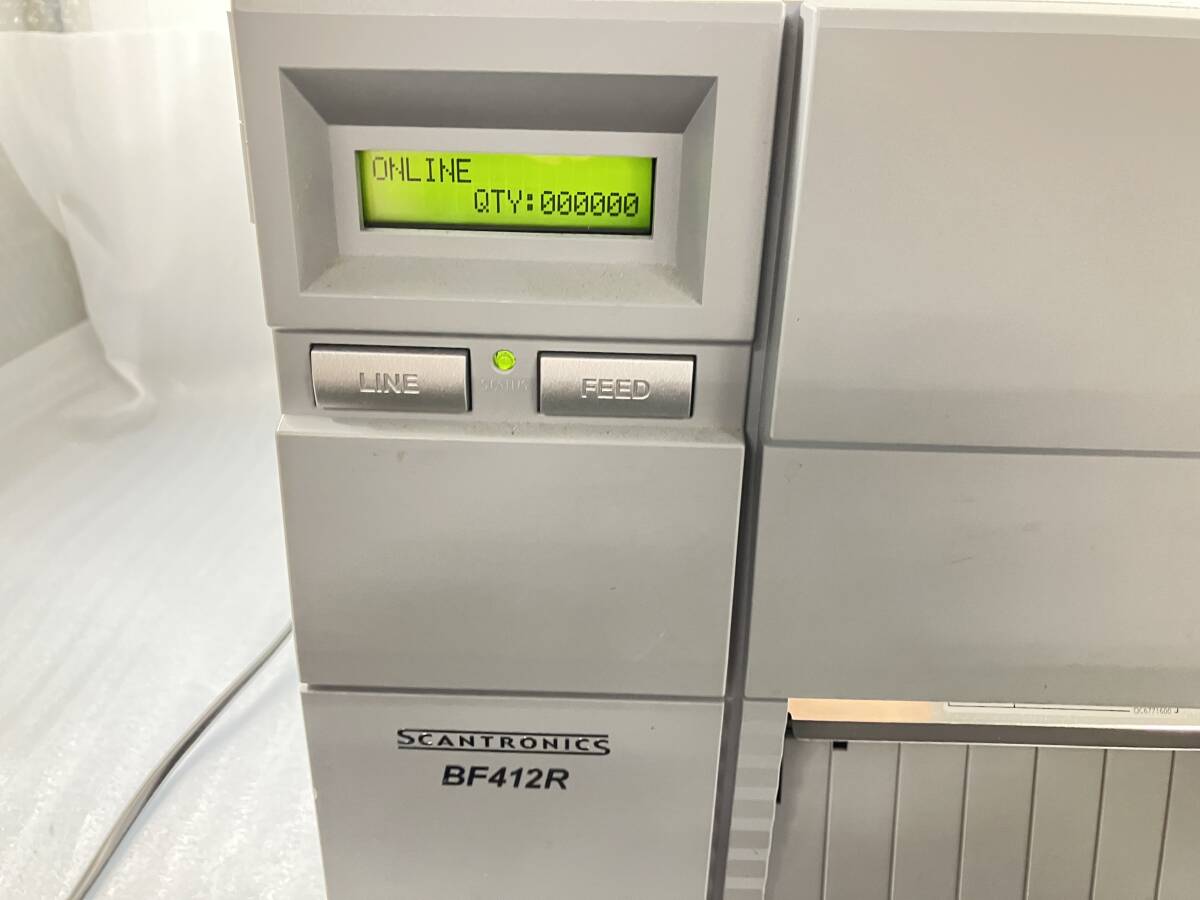 ONLINE
QTY:000000
LINE
STATUS
FEED
SCANTRONICS
BF412R